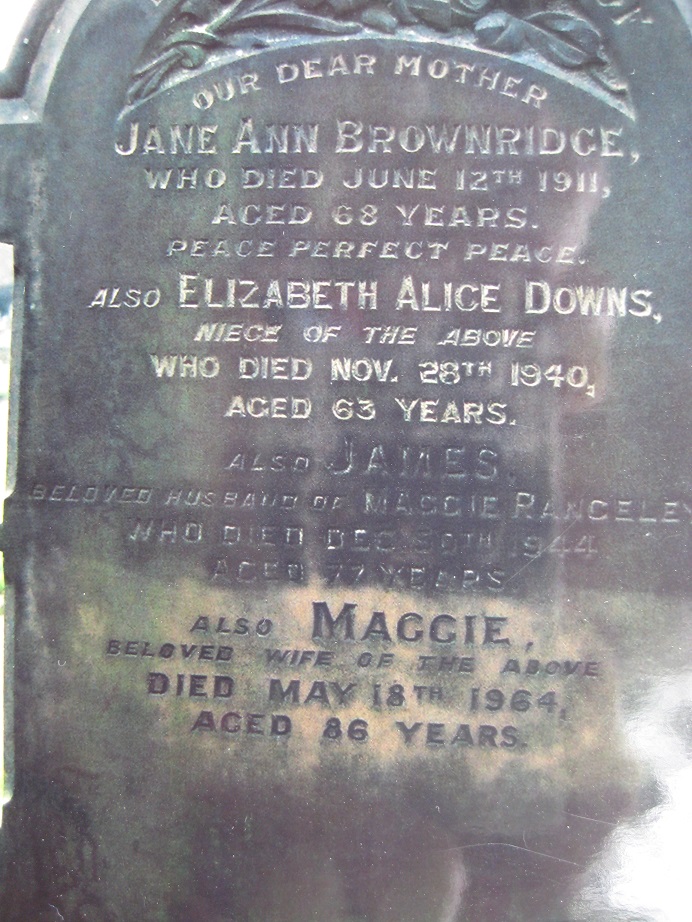 OUR DEAR MOTHER
JANE ANN BROWNRIDGE,
WHO DIED JUNE 12TH 1911,
AGED 68 YEARS.
PEACE PERFECT PEACE.
ALSO ELIZABETH ALICE DOWNS,
NIECE OF THE ABOVE
WHO DIED NOV. 28TH 1940,
AGED 63 YEARS.
ALSO JAMES,
BELOVED HUSBAND OF MAGGIE RANGELEY
WHO DIED DEC. 30TH 1944
AGED 77 YEARS.
ALSO MAGGIE,
BELOVED WIFE OF THE ABOVE
DIED MAY 18TH 1964,
AGED 86 YEARS.